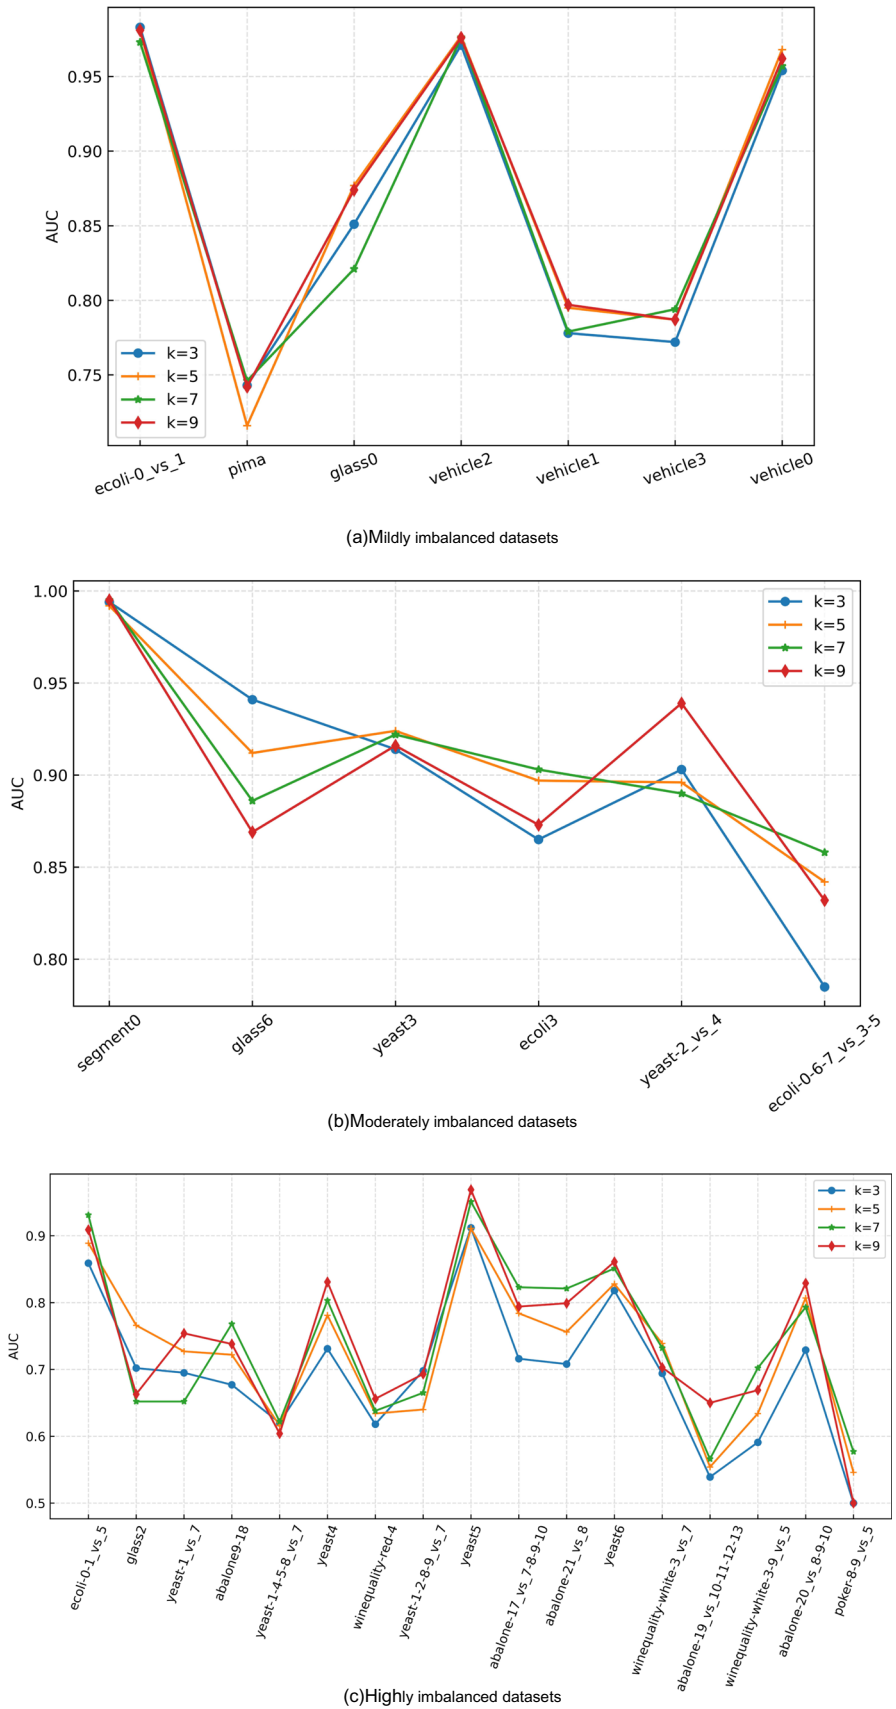 0.95
0.90
0.85
0.80
0.75
AUC
k=3
k=5
k=7
k=9
ecoli-0_vs_1
pima
glass0
vehicle2
vehicle1
vehicle3
vehicle0
(a)Mildly imbalanced datasets
1.00
0.95
0.90
0.85
0.80
AUC
k=3
k=5
k=7
k=9
segment0
glass6
yeast3
ecoli3
yeast-2_vs_4
ecoli-0-6-7_vs_3-5
(b)Moderately imbalanced datasets
0.9
0.8
0.7
0.6
0.5
AUC
k=3
k=5
k=7
k=9
ecoli-0-1_vs_5
glass2
yeast-1_vs_7
abalone9-18
yeast-1-4-5-8_vs_7
yeast4
winequality-red-4
yeast-1-2-8-9_vs_7
yeast5
abalone-17_vs_7-8-9-10
abalone-21_vs_8
yeast6
winequality-white-3_vs_7
abalone-19_vs_10-11-12-13
winequality-white-3-9_vs_5
abalone-20_vs_8-9-10
poker-8-9_vs_5
(c)Highly imbalanced datasets